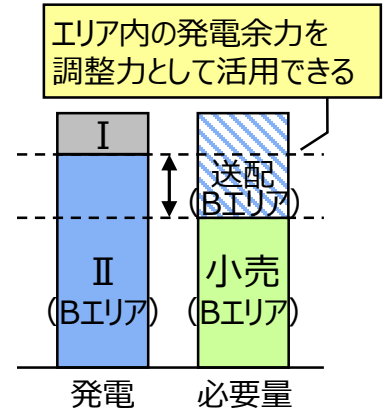 エリア内の発電余力を
調整力として活用できる
Ⅰ
送配
(Bエリア)
Ⅱ
(Bエリア)
小売
(Bエリア)
発電
必要量